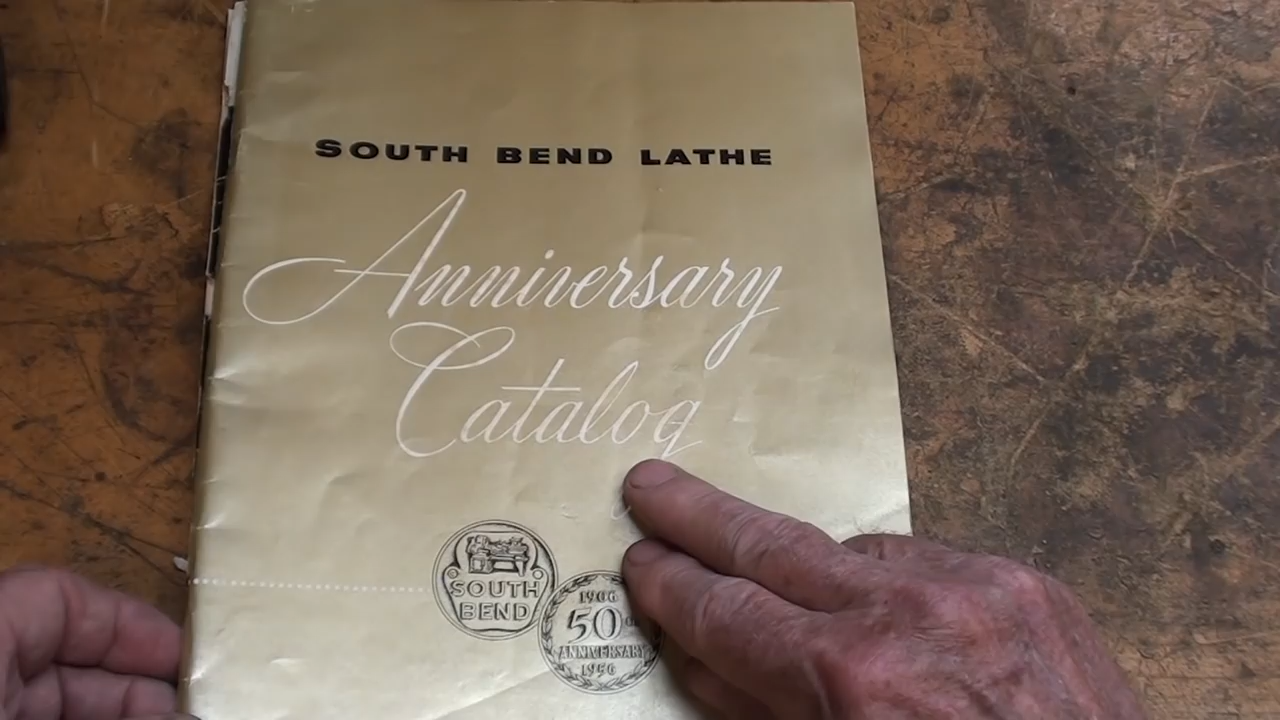 SOUTH BEND LATHE
Anniversary
Catalog
SOUTH
BEND
1906
50
ANNIVERSARY
1956